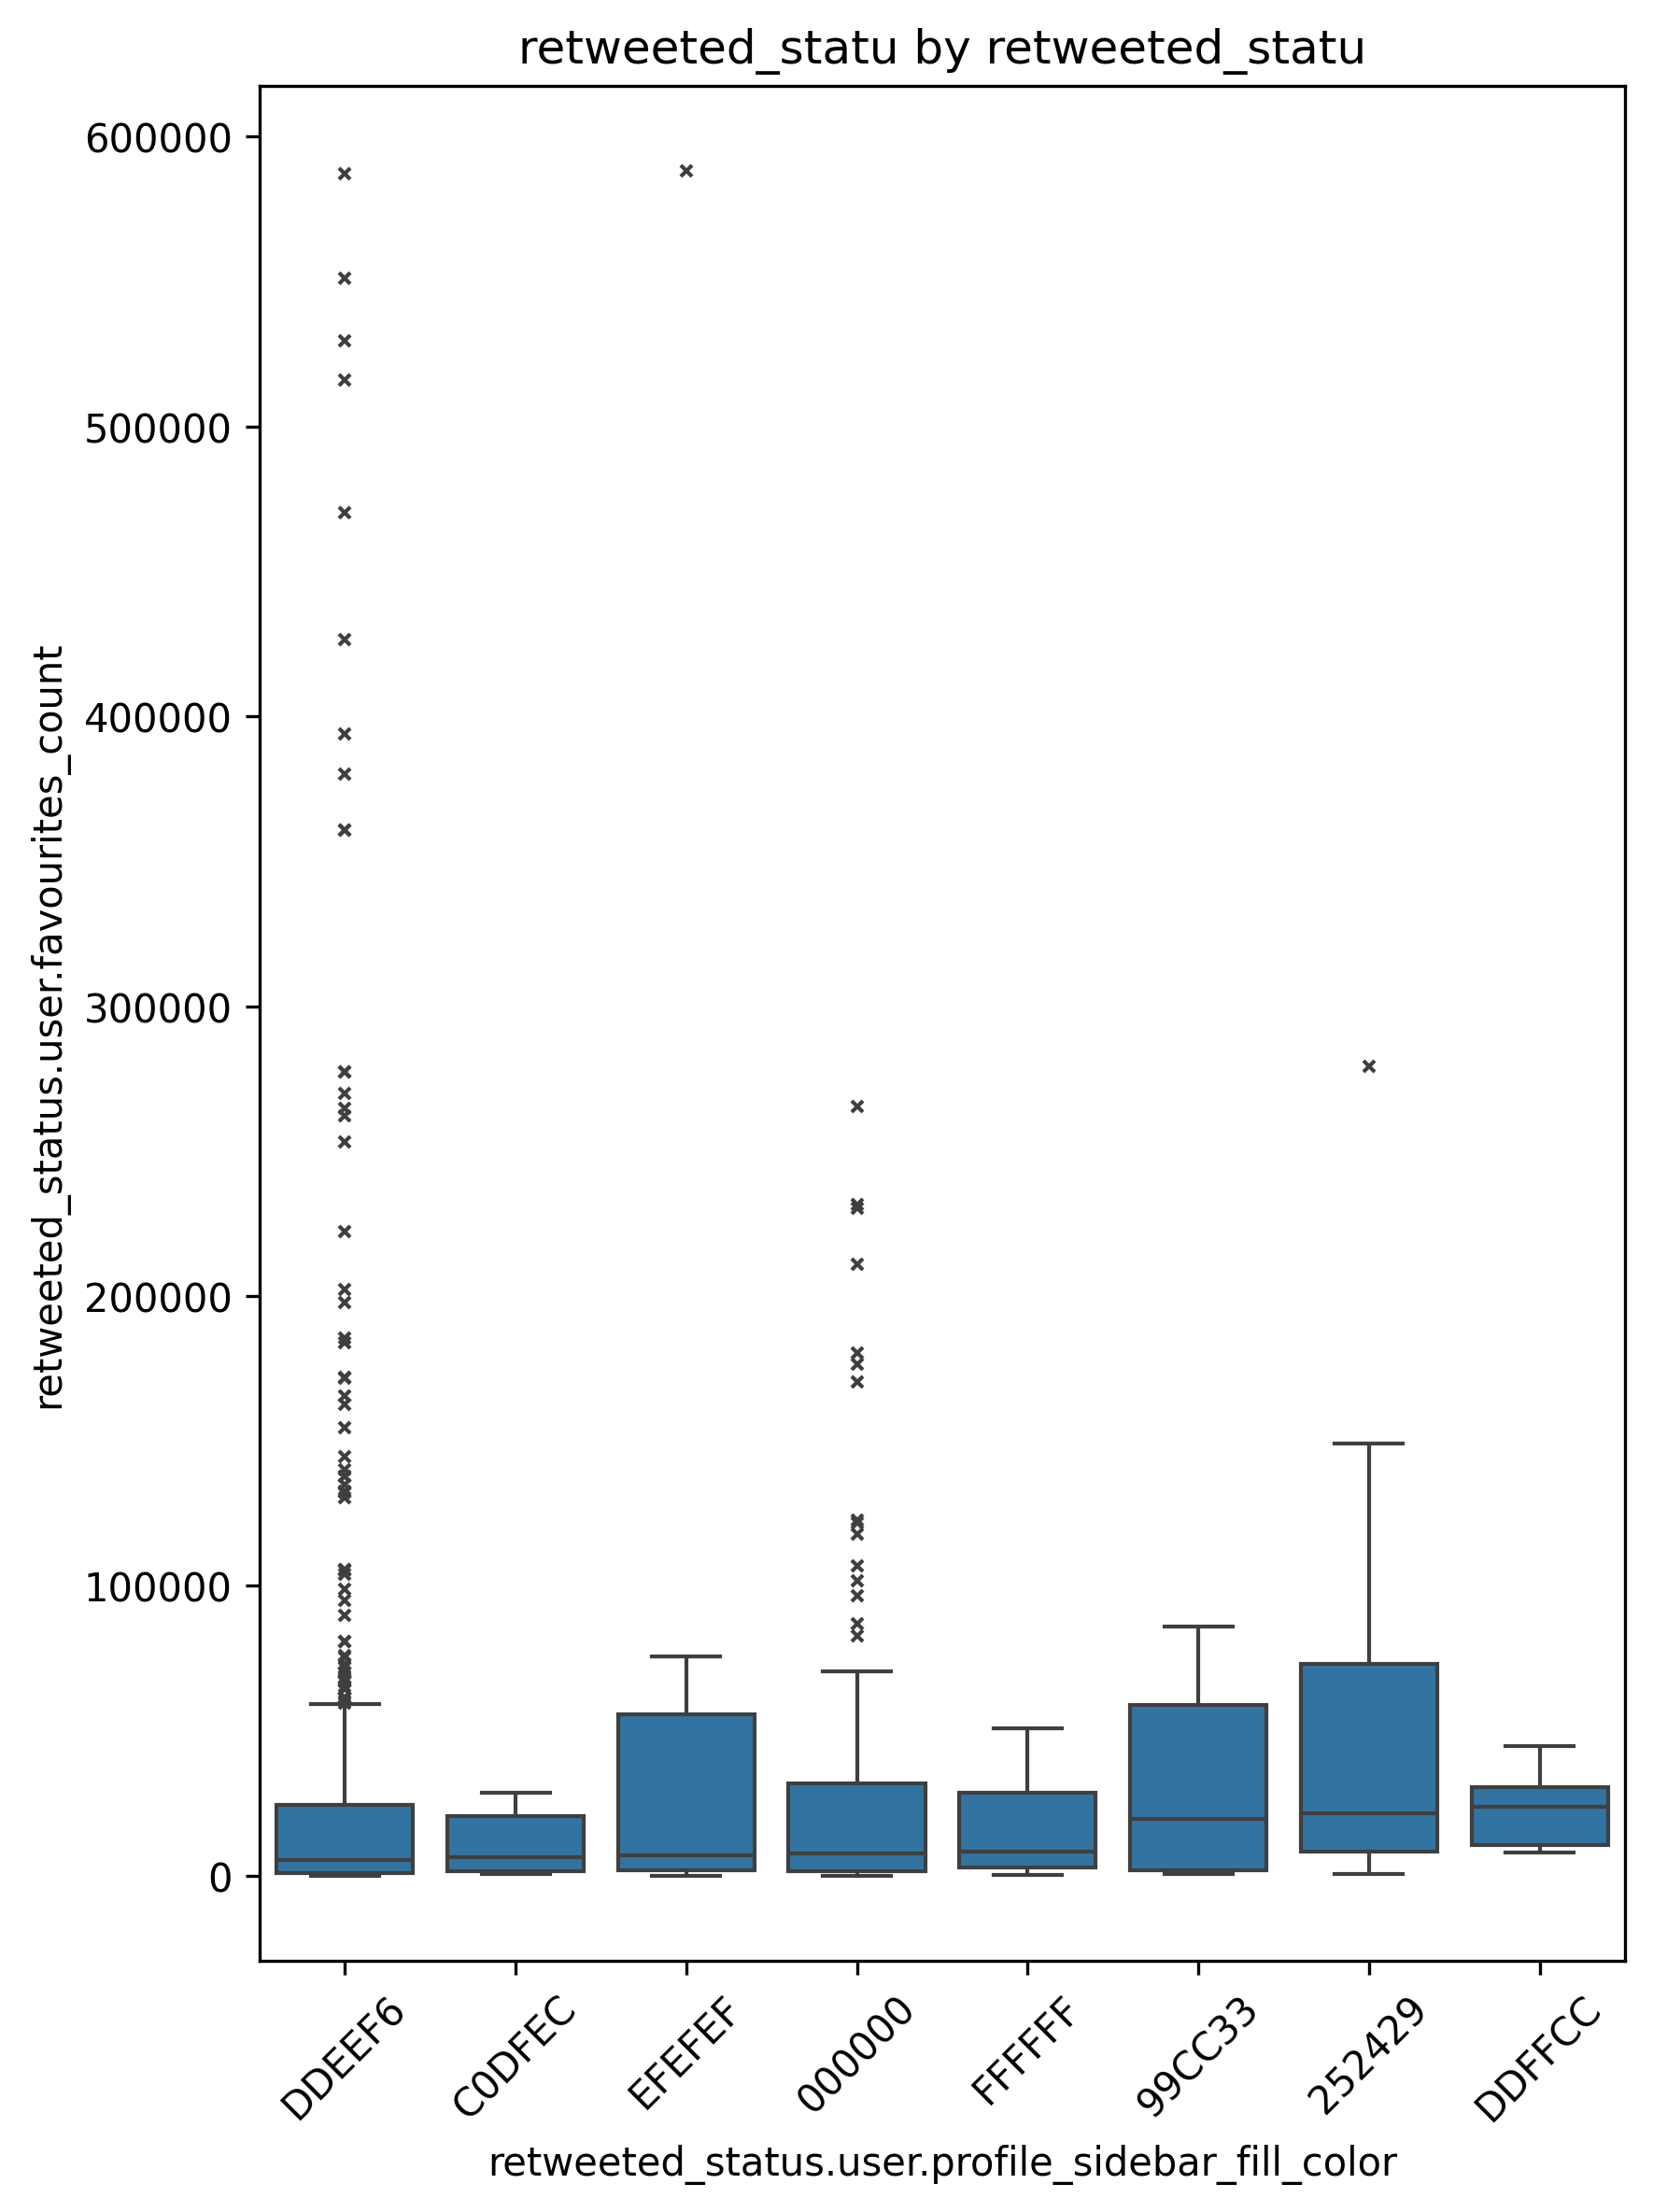 retweeted_statu by retweeted_statu
600000
500000
400000
300000
200000
100000
0
retweeted_status.user.favourites_count
DDEEF6
C0DFEC
EFEFEF
000000
FFFFFF
99CC33
252429
DDFFCC
retweeted_status.user.profile_sidebar_fill_color